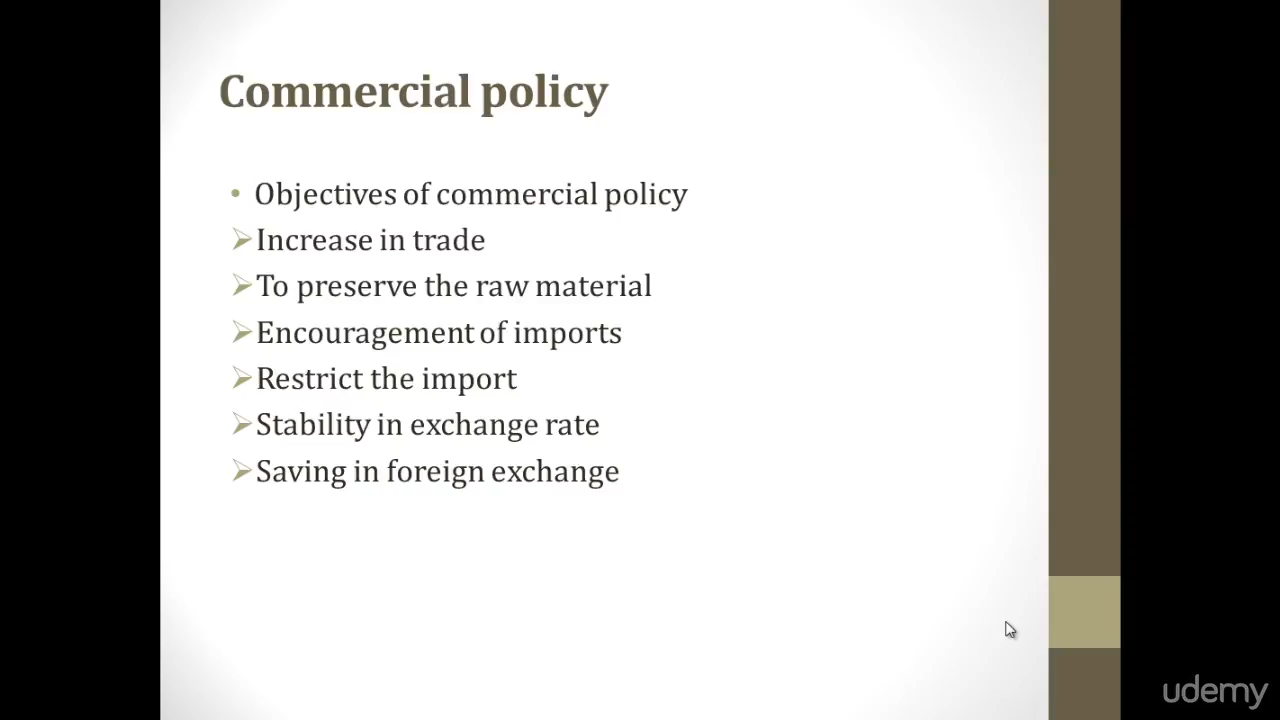 Commercial policy
• Objectives of commercial policy
➢Increase in trade
➢To preserve the raw material
➢Encouragement of imports
➢Restrict the import
➢Stability in exchange rate
➢Saving in foreign exchange
udemy